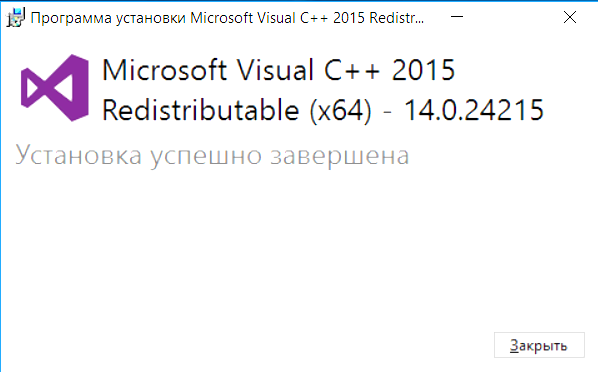 Программа установки Microsoft Visual C++ 2015 Redistr...
Microsoft Visual C++ 2015
Redistributable (x64) - 14.0.24215
Установка успешно завершена
Закрыть